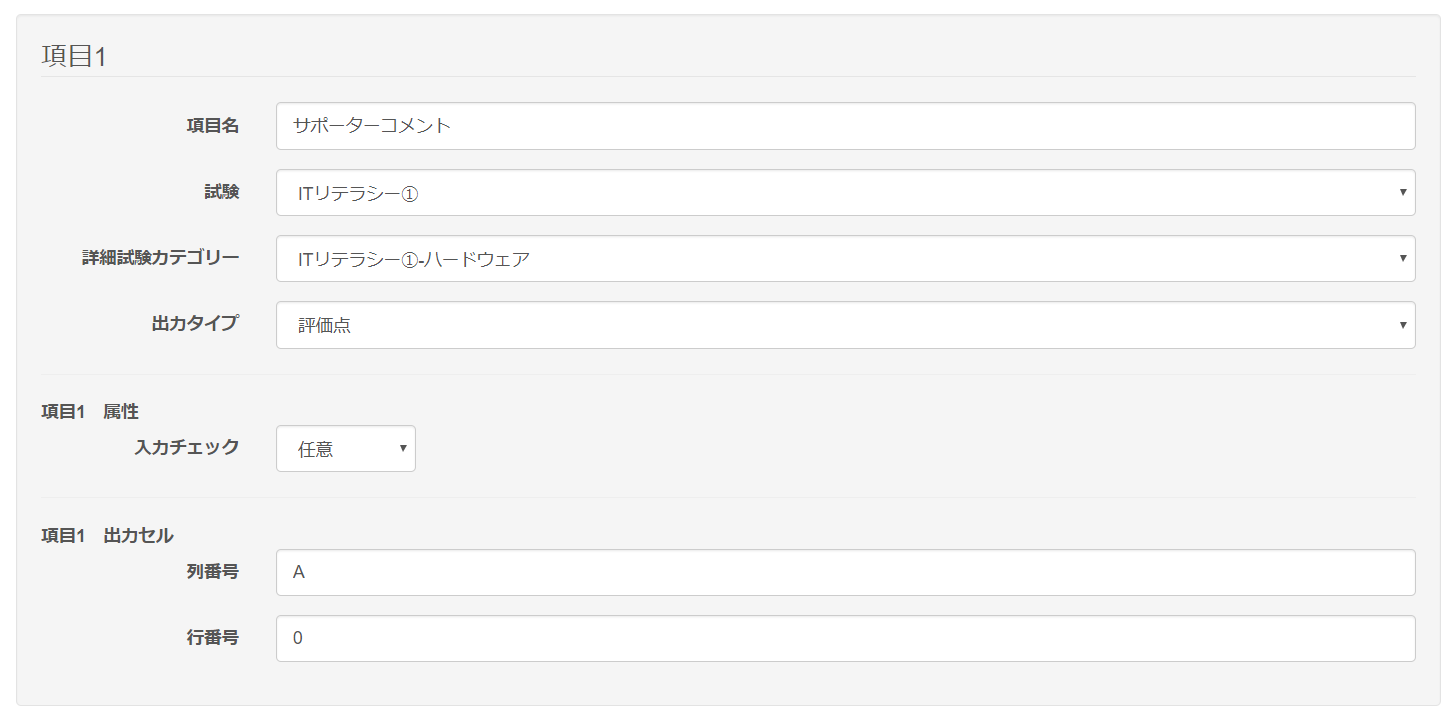 項目1
項目名 サポーターコメント
試験 ITリテラシー①
詳細試験カテゴリー ITリテラシー①-ハードウェア
出力タイプ 評価点
項目1　属性
入力チェック 任意
項目1　出力セル
列番号 A
行番号 0